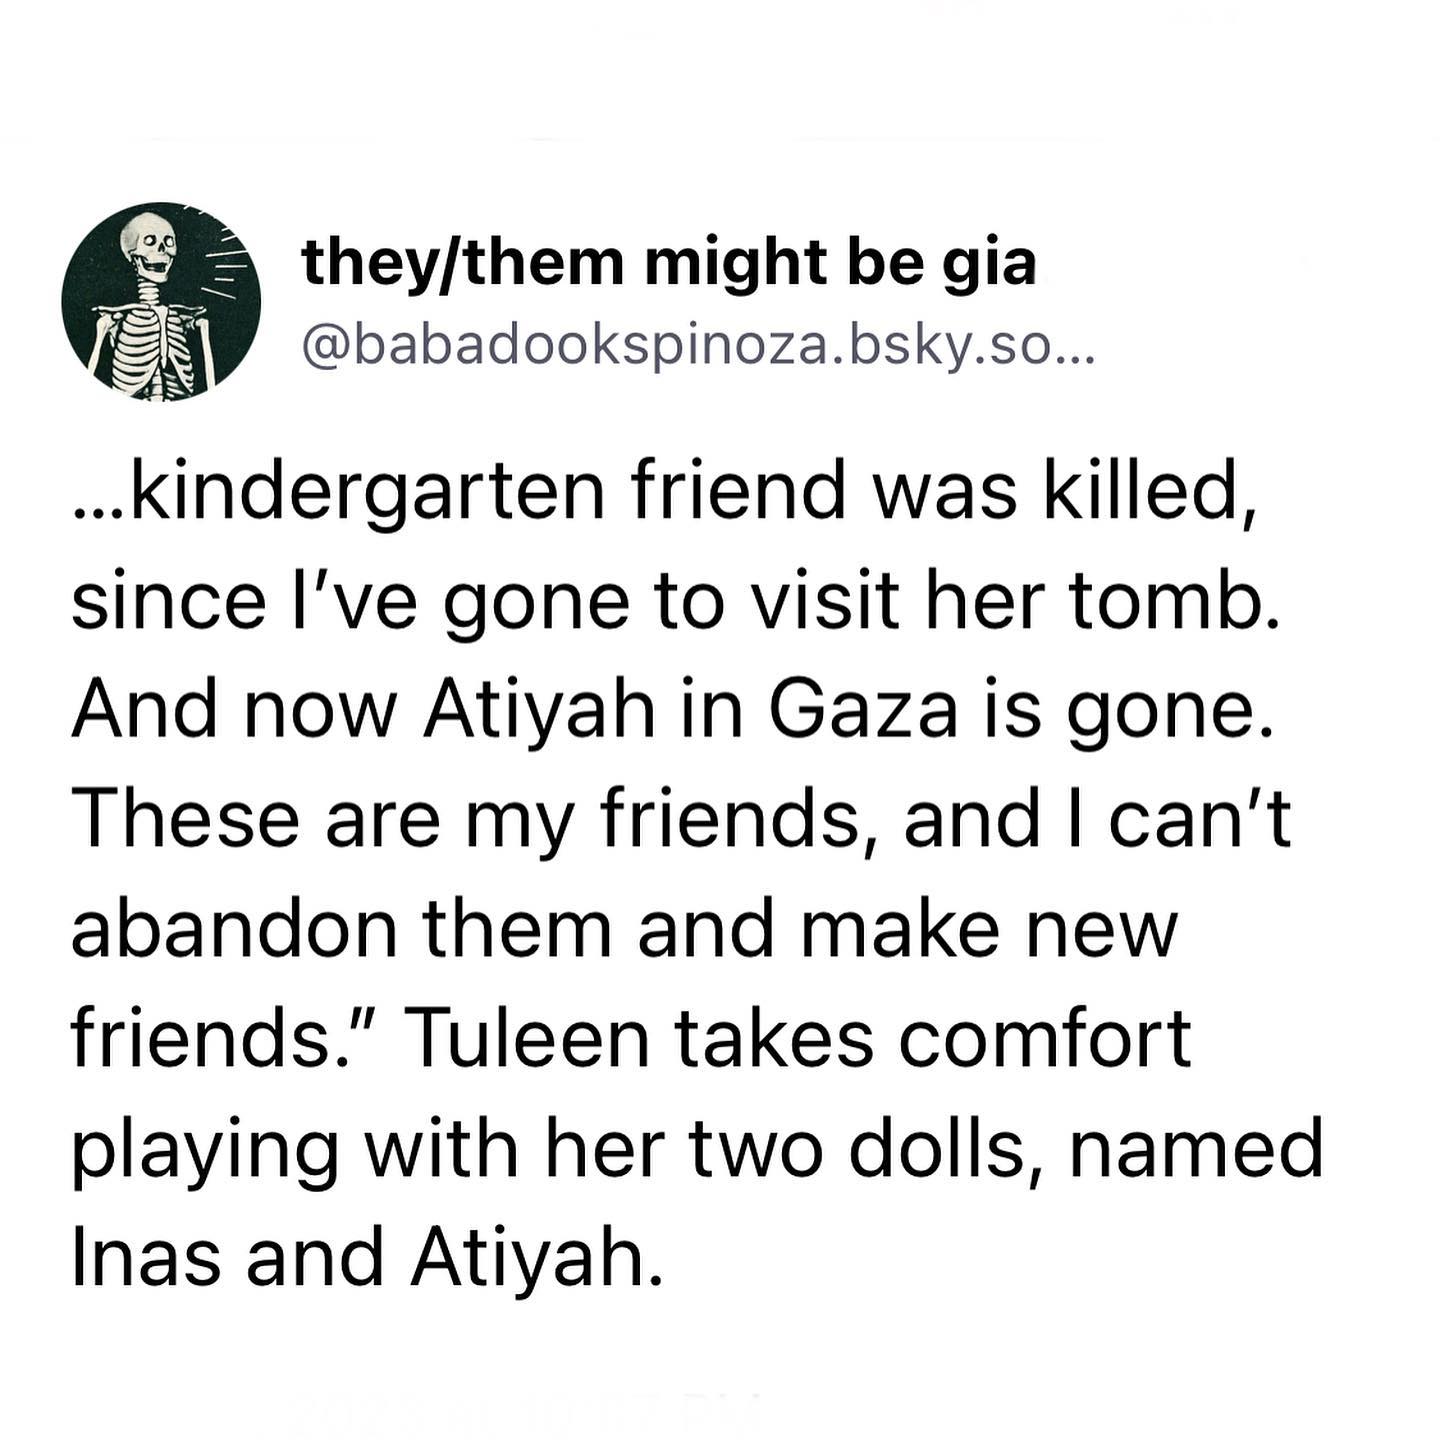 they/them might be gia
@babadookspinoza.bsky.so...
...kindergarten friend was killed,
since I’ve gone to visit her tomb.
And now Atiyah in Gaza is gone.
These are my friends, and I can’t
abandon them and make new
friends.” Tuleen takes comfort
playing with her two dolls, named
Inas and Atiyah.